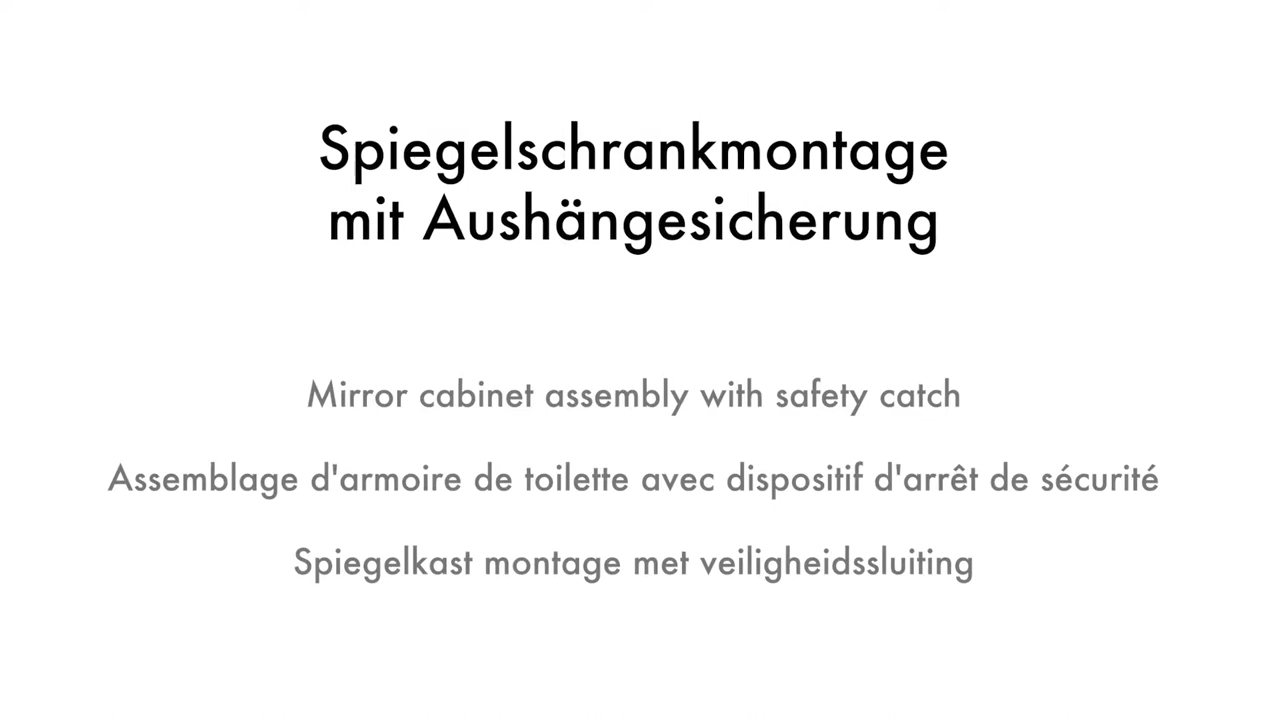 Spiegelschrankmontage
mit Aushängesicherung
Mirror cabinet assembly with safety catch
Assemblage d'armoire de toilette avec dispositif d'arrêt de sécurité
Spiegelkast montage met veiligheidssluiting